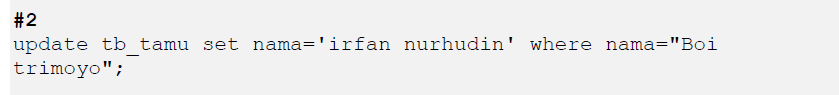 #2
update tb_tamu set nama='irfan nurhudin' where nama="Boi
trimoyo";